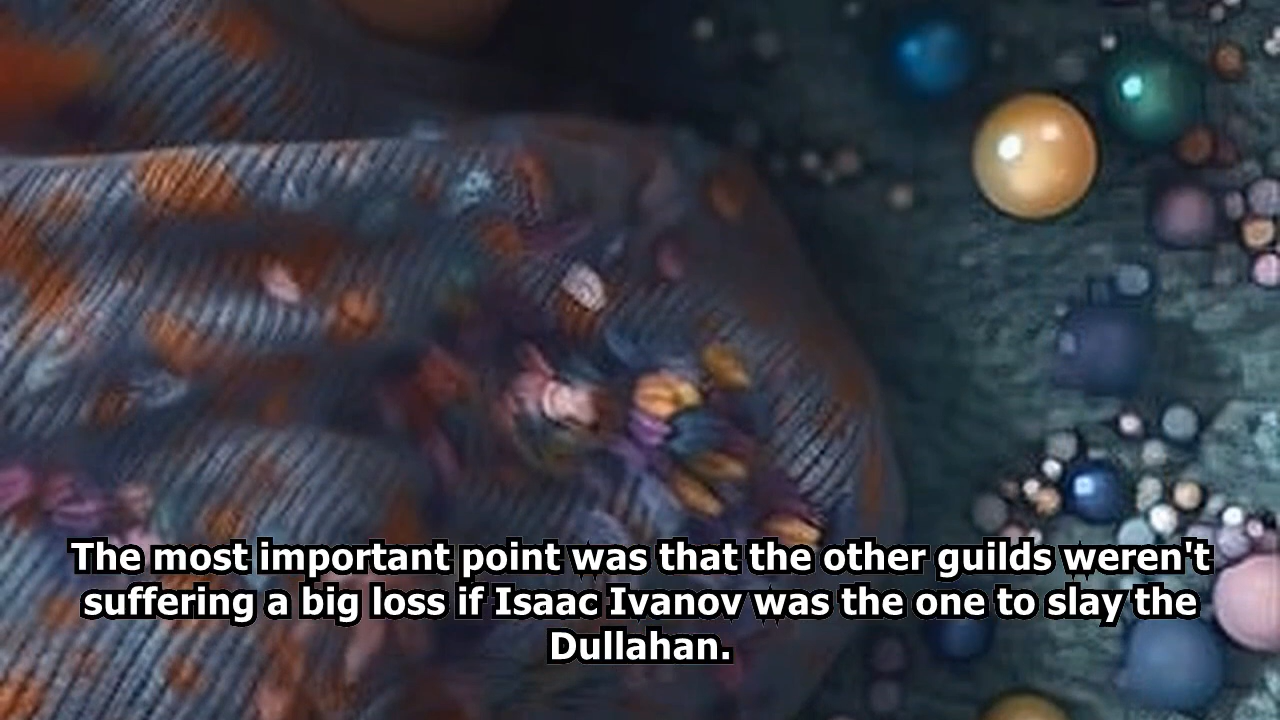 The most important point was that the other guilds weren't
suffering a big loss if Isaac Ivanov was the one to slay the
Dullahan.